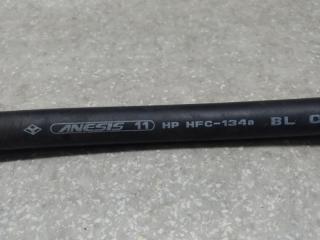 ANESIS 11 HP HFC-134a BL